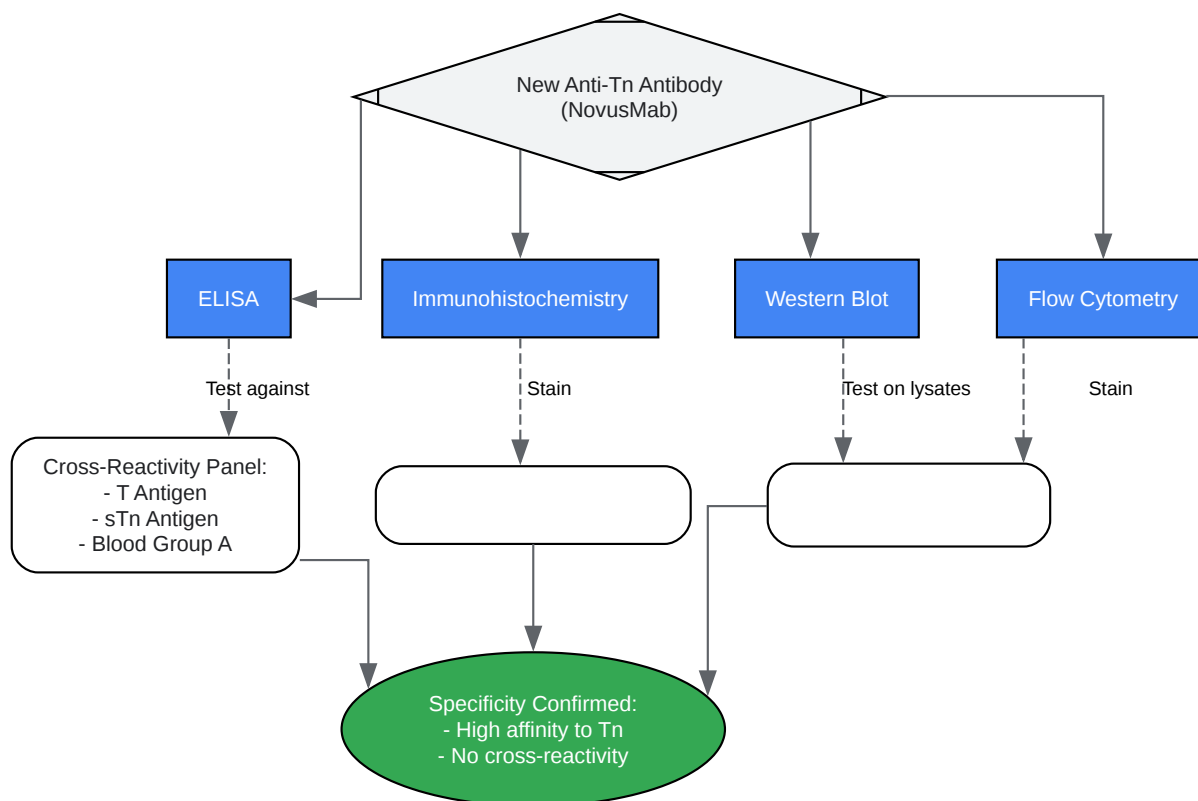 New Anti-Tn Antibody
(NovusMab)
ELISA
Immunohistochemistry
Western Blot
Flow Cytometry
Test against
Stain
Test on lysates
Stain
Cross-Reactivity Panel:
- T Antigen
- sTn Antigen
- Blood Group A
Specificity Confirmed:
- High affinity to Tn
- No cross-reactivity